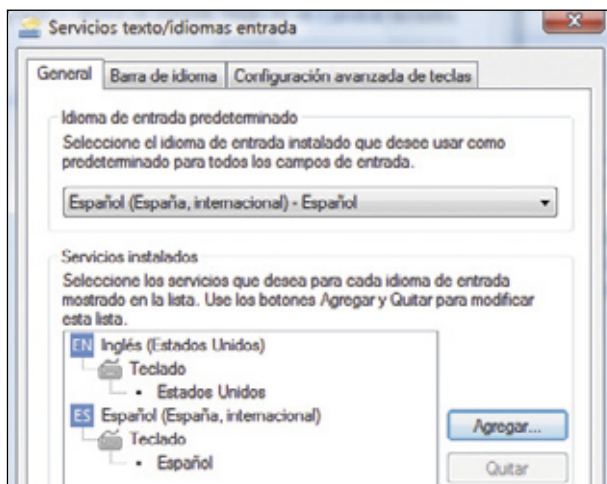 Servicios texto/idiomas entrada
General Barra de idioma Configuración avanzada de teclas
Idioma de entrada predeterminado
Seleccione el idioma de entrada instalado que desee usar como
predeterminado para todos los campos de entrada.
Español (España, internacional) - Español
Servicios instalados
Seleccione los servicios que desea para cada idioma de entrada
mostrado en la lista. Use los botones Agregar y Quitar para modificar
esta lista.
EN Inglés (Estados Unidos)
Teclado
• Estados Unidos
ES Español (España, internacional)
Teclado
• Español
Agregar...
Quitar